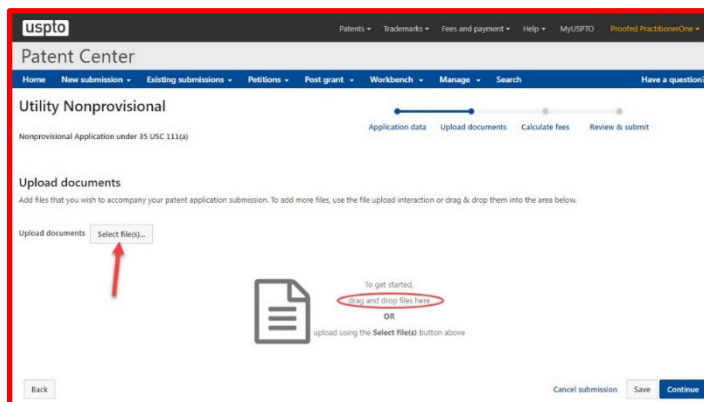 uspto
Patents Trademarks Fees and payment Help MyUSPTO Proofed PractitionerOne
Patent Center
Home New submission Existing submissions Petitions Post grant Workbench Manage Search Have a question?
Utility Nonprovisional
Application data Upload documents Calculate fees Review & submit
Nonprovisional Application under 35 USC 111(a)
Upload documents
Add files that you wish to accompany your patent application submission. To add more files, use the file upload interaction or drag & drop them into the area below.
Upload documents Select file(s)...
To get started,
drag and drop files here
OR
upload using the Select file(s) button above
Back Cancel submission Save Continue